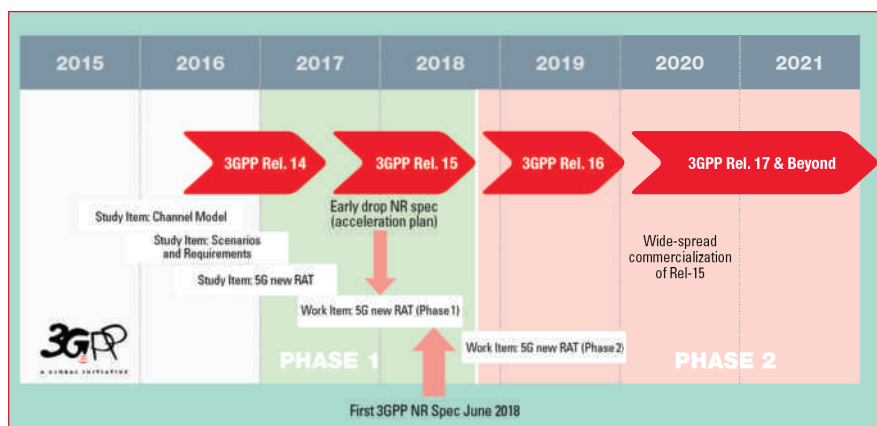 2015 2016 2017 2018 2019 2020 2021
3GPP Rel. 14
3GPP Rel. 15
3GPP Rel. 16
3GPP Rel. 17 & Beyond
Study Item: Channel Model
Early drop NR spec
(acceleration plan)
Study Item: Scenarios
and Requirements
Wide-spread
commercialization
of Rel-15
Study Item: 5G new RAT
Work Item: 5G new RAT (Phase 1)
Work Item: 5G new RAT (Phase 2)
3GPP
A GLOBAL INITIATIVE
PHASE 1
PHASE 2
First 3GPP NR Spec June 2018